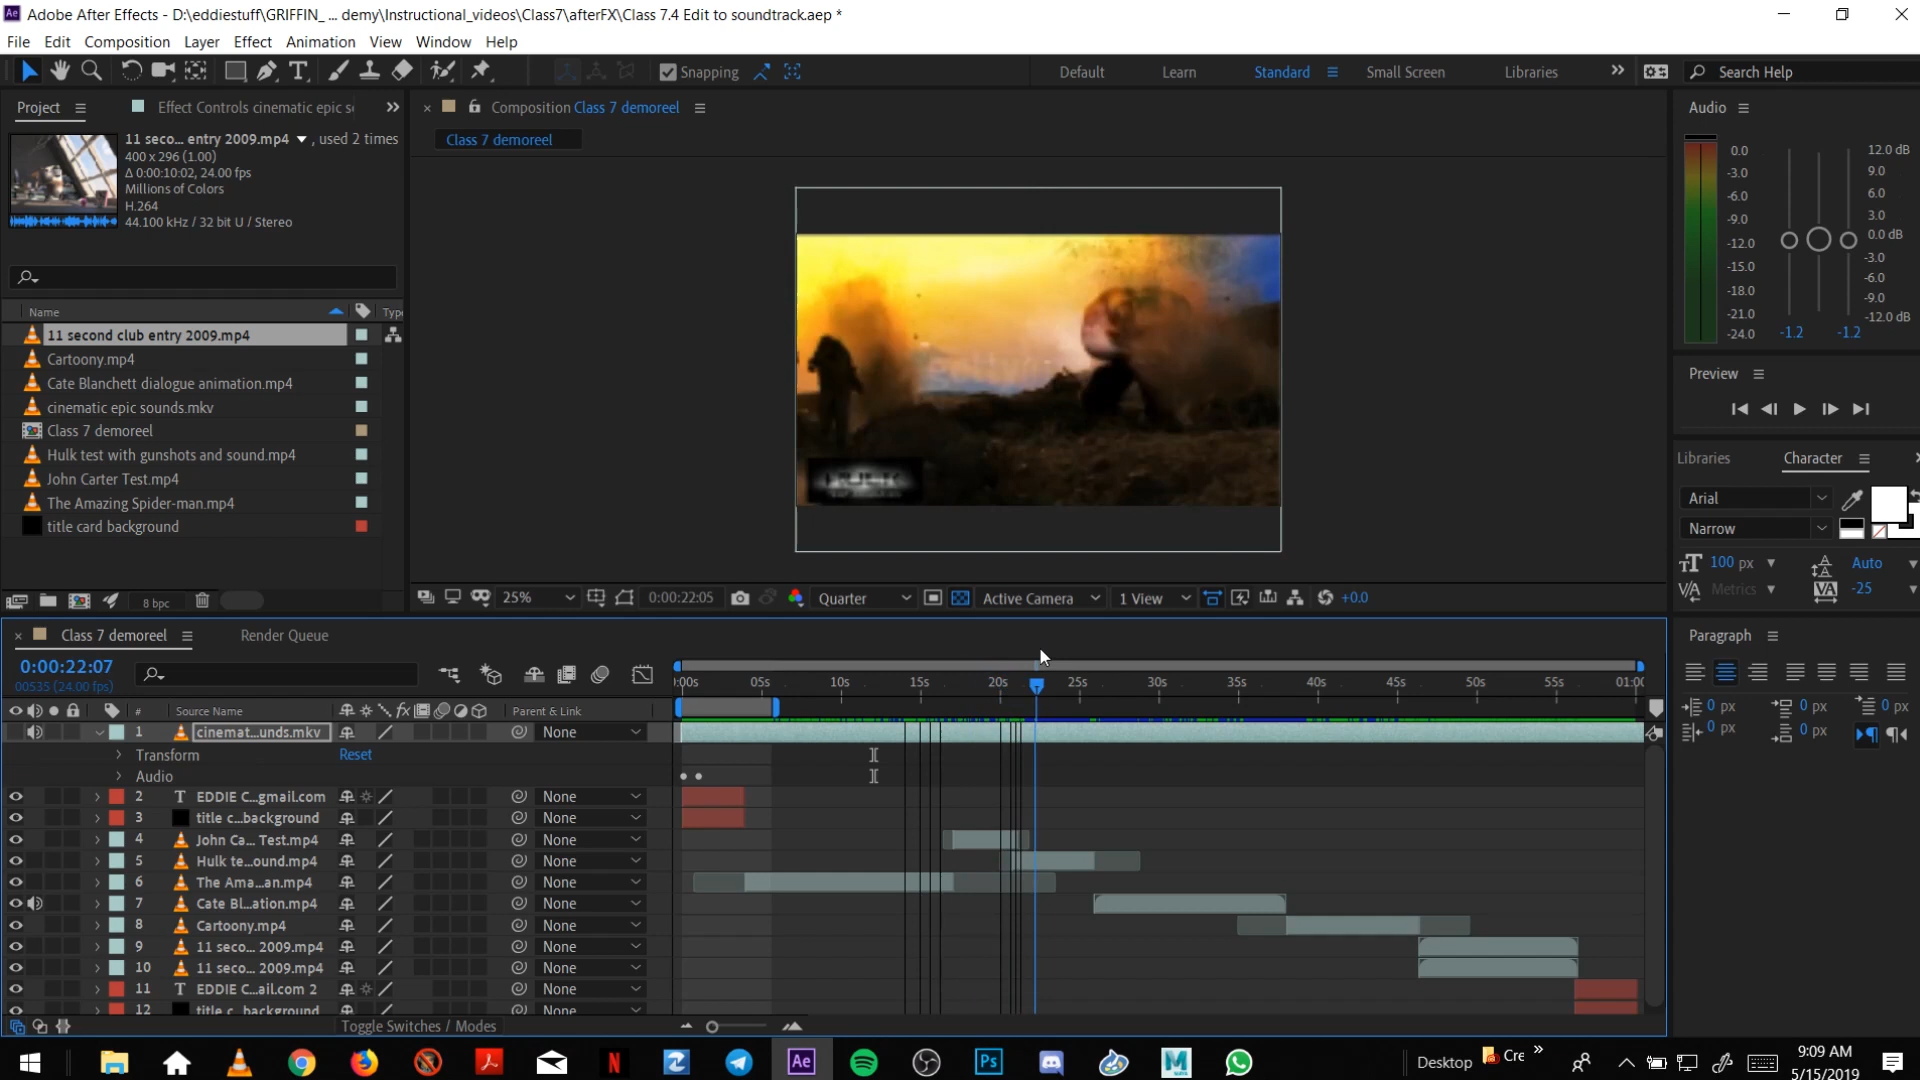 Adobe After Effects - D:\eddiestuff\GRIFFIN_ ... demy\Instructional_videos\Class7\afterFX\Class 7.4 Edit to soundtrack.aep *
File Edit Composition Layer Effect Animation View Window Help
Snapping
Default Learn Standard Small Screen Libraries Search Help
Project Effect Controls cinematic epic
Composition Class 7 demoreel
Audio
11 seco... entry 2009.mp4 , used 2 times
400 x 296 (1.00)
Δ 0:00:10:02, 24.00 fps
Millions of Colors
H.264
44.100 kHz / 32 bit U / Stereo
Class 7 demoreel
Name Type
11 second club entry 2009.mp4
Cartoony.mp4
Cate Blanchett dialogue animation.mp4
cinematic epic sounds.mkv
Class 7 demoreel
Hulk test with gunshots and sound.mp4
John Carter Test.mp4
The Amazing Spider-man.mp4
title card background
8 bpc
HULK
25% 0:00:22:05 Quarter Active Camera 1 View +0.0
0.0 12.0 dB
-3.0 9.0
-6.0 6.0
-9.0 3.0
-12.0 0.0 dB
-15.0 -3.0
-18.0 -6.0
-21.0 -9.0
-24.0 -12.0 dB
-1.2 -1.2
Preview
Libraries Character
Arial
Narrow
100 px Auto
Metrics -25
Paragraph
0 px 0 px 0 px
0 px 0 px
Class 7 demoreel Render Queue
0:00:22:07
00535 (24.00 fps)
:00s 05s 10s 15s 20s 25s 30s 35s 40s 45s 50s 55s 01:00
# Source Name Parent & Link
1 cinemat...unds.mkv None
Transform Reset
Audio
2 T EDDIE C...gmail.com None
3 title c...background None
4 John Ca... Test.mp4 None
5 Hulk te...ound.mp4 None
6 The Ama...an.mp4 None
7 Cate Bl...ation.mp4 None
8 Cartoony.mp4 None
9 11 seco... 2009.mp4 None
10 11 seco... 2009.mp4 None
11 T EDDIE C...ail.com 2 None
12 title c...background None
Toggle Switches / Modes
Desktop Cre
9:09 AM
5/15/2019